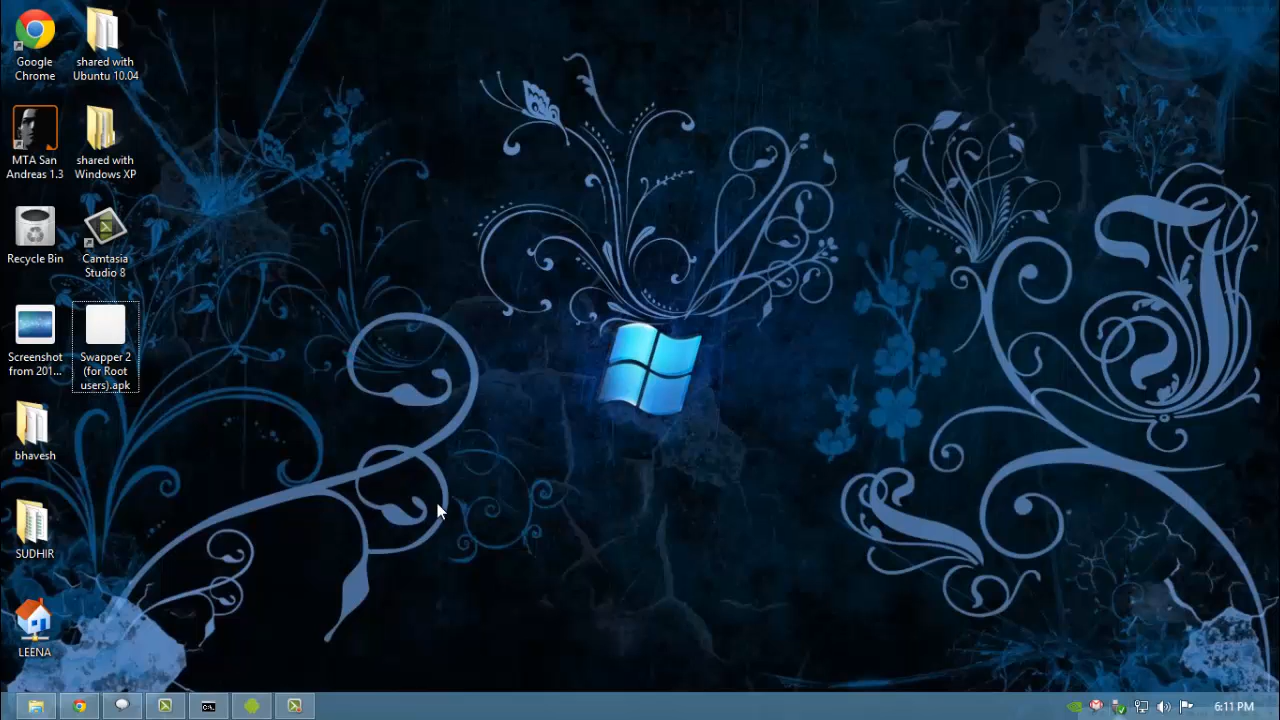 Google
Chrome
shared with
Ubuntu 10.04
MTA San
Andreas 1.3
shared with
Windows XP
Recycle Bin
Camtasia
Studio 8
Screenshot
from 201...
Swapper 2
(for Root
users).apk
bhavesh
SUDHIR
LEENA
6:11 PM